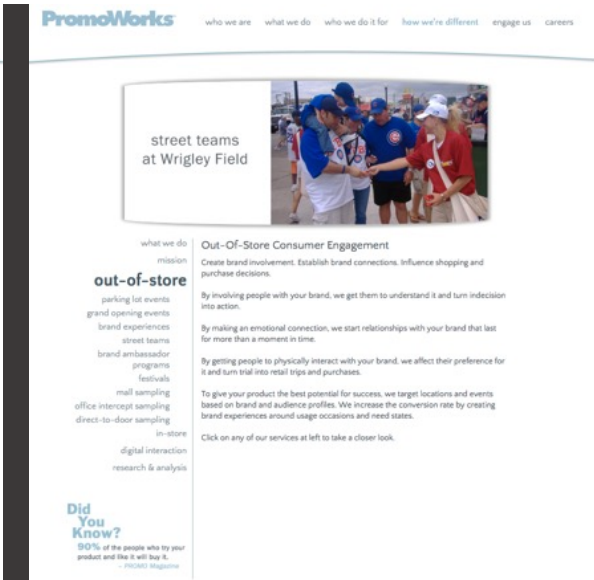 PromoWorks
who we are what we do who we do it for how we're different engage us careers
street teams
at Wrigley Field
what we do
mission
out-of-store
parking lot events
grand opening events
brand experiences
street teams
brand ambassador
programs
festivals
mall sampling
office intercept sampling
direct-to-door sampling
in-store
digital interaction
research & analysis
Out-Of-Store Consumer Engagement
Create brand involvement. Establish brand connections. Influence shopping and
purchase decisions.
By involving people with your brand, we get them to understand it and turn indecision
into action.
By making an emotional connection, we start relationships with your brand that last
for more than a moment in time.
By getting people to physically interact with your brand, we affect their preference for
it and turn trial into retail trips and purchases.
To give your product the best potential for success, we target locations and events
based on brand and audience profiles. We increase the conversion rate by creating
brand experiences around usage occasions and need states.
Click on any of our services at left to take a closer look.
Did
You
Know?
90% of the people who try your
product and like it will buy it.
– PROMO Magazine